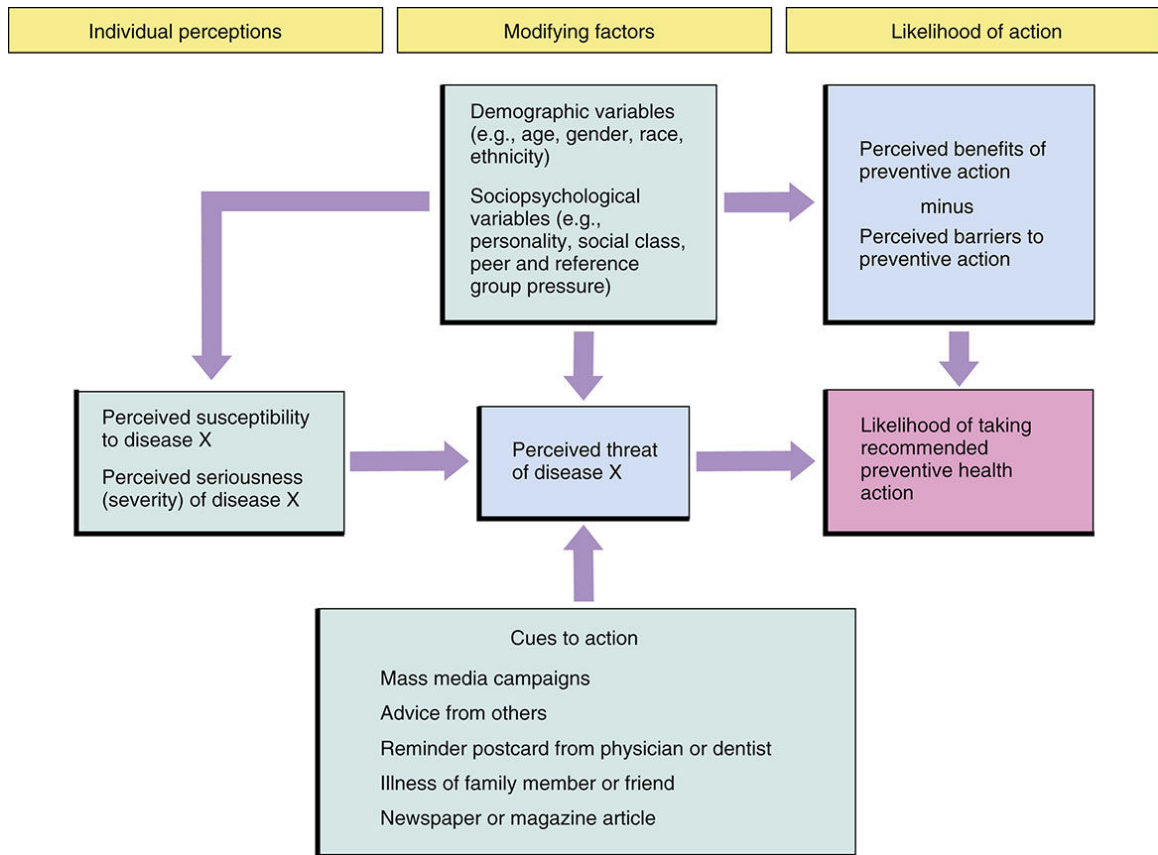 Individual perceptions
Modifying factors
Likelihood of action
Demographic variables
(e.g., age, gender, race,
ethnicity)
Sociopsychological
variables (e.g.,
personality, social class,
peer and reference
group pressure)
Perceived benefits of
preventive action
minus
Perceived barriers to
preventive action
Perceived susceptibility
to disease X
Perceived seriousness
(severity) of disease X
Perceived threat
of disease X
Likelihood of taking
recommended
preventive health
action
Cues to action
Mass media campaigns
Advice from others
Reminder postcard from physician or dentist
Illness of family member or friend
Newspaper or magazine article